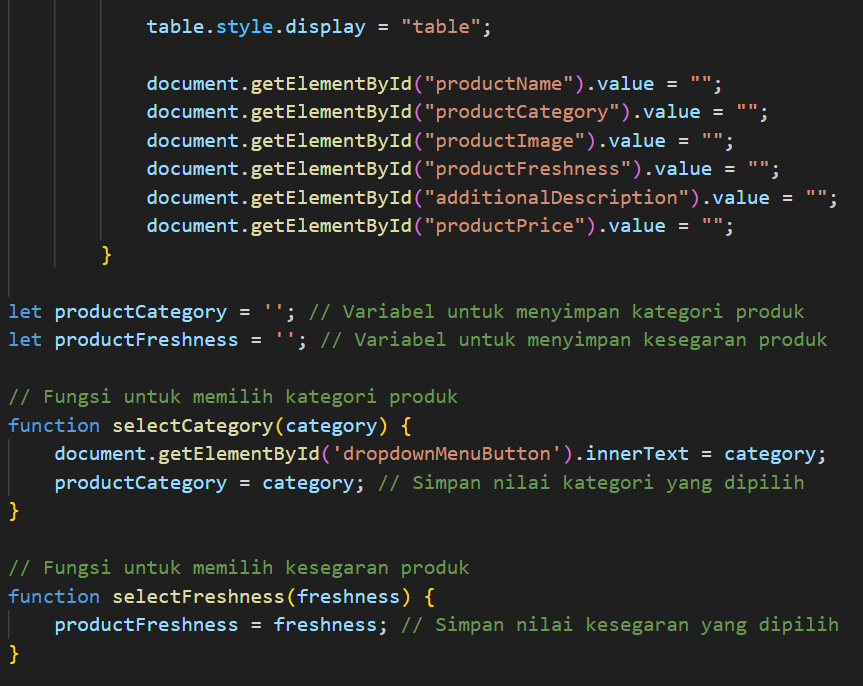 table.style.display = "table";
document.getElementById("productName").value = "";
document.getElementById("productCategory").value = "";
document.getElementById("productImage").value = "";
document.getElementById("productFreshness").value = "";
document.getElementById("additionalDescription").value = "";
document.getElementById("productPrice").value = "";
}
let productCategory = ''; // Variabel untuk menyimpan kategori produk
let productFreshness = ''; // Variabel untuk menyimpan kesegaran produk
// Fungsi untuk memilih kategori produk
function selectCategory(category) {
document.getElementById('dropdownMenuButton').innerText = category;
productCategory = category; // Simpan nilai kategori yang dipilih
}
// Fungsi untuk memilih kesegaran produk
function selectFreshness(freshness) {
productFreshness = freshness; // Simpan nilai kesegaran yang dipilih
}